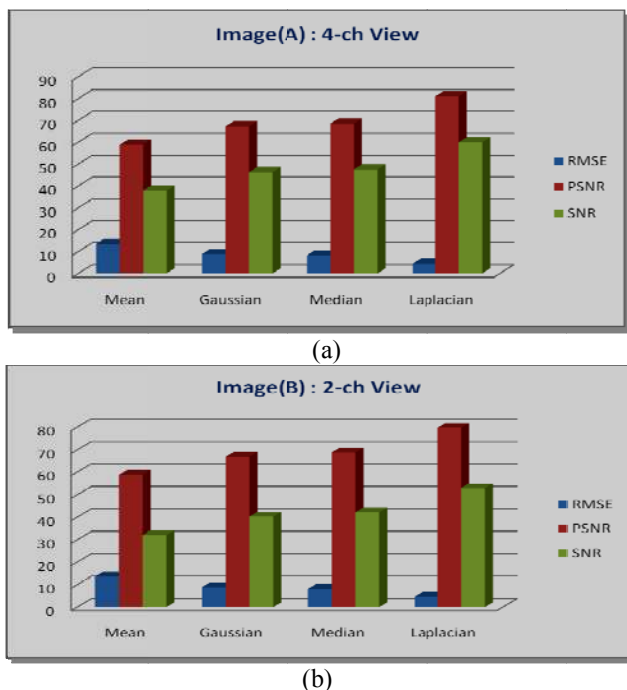 Image(A) : 4-ch View
90
80
70
60
50
40
30
20
10
0
Mean Gaussian Median Laplacian
RMSE
PSNR
SNR
(a)
Image(B) : 2-ch View
80
70
60
50
40
30
20
10
0
Mean Gaussian Median Laplacian
RMSE
PSNR
SNR
(b)